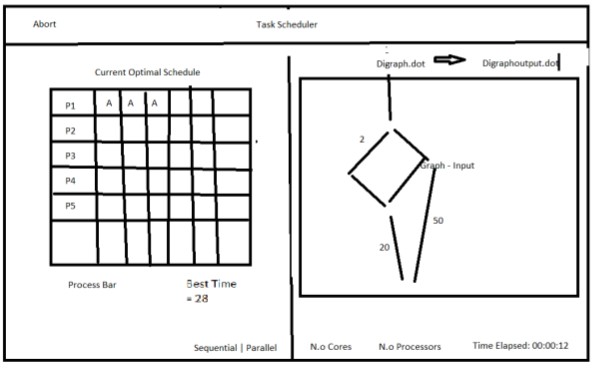 Abort
Task Scheduler
Current Optimal Schedule
P1 A A A
P2
P3
P4
P5
Process Bar
Best Time
= 28
Sequential | Parallel
Digraph.dot
Digraphoutput.dot
2
Graph - Input
50
20
N.o Cores
N.o Processors
Time Elapsed: 00:00:12